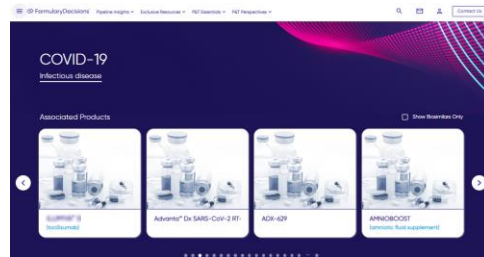 FormularyDecisions Pipeline Insights Exclusive Resources P&T Essentials P&T Perspectives Contact Us
COVID-19
Infectious disease
Associated Products
Show Biosimilars Only
(tocilizumab)
Advanta™ Dx SARS-CoV-2 RT-
ADX-629
AMNIOBOOST
(amniotic fluid supplement)